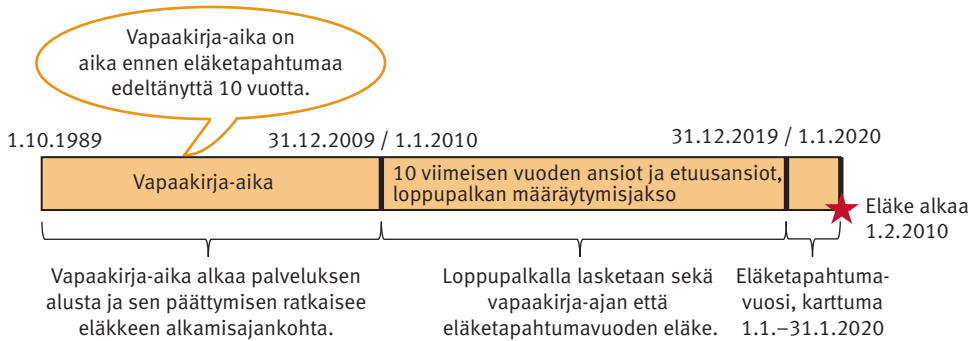 Vapaakirja-aika on
aika ennen eläketapahtumaa
edeltänyttä 10 vuotta.
1.10.1989
31.12.2009 / 1.1.2010
31.12.2019 / 1.1.2020
Vapaakirja-aika
10 viimeisen vuoden ansiot ja etuusansiot,
loppupalkan määräytymisjakso
Eläke alkaa
1.2.2010
Vapaakirja-aika alkaa palveluksen
alusta ja sen päättymisen ratkaisee
eläkkeen alkamisajankohta.
Loppupalkalla lasketaan sekä
vapaakirja-ajan että
eläketapahtumavuoden eläke.
Eläketapahtuma-
vuosi, karttuma
1.1.–31.1.2020